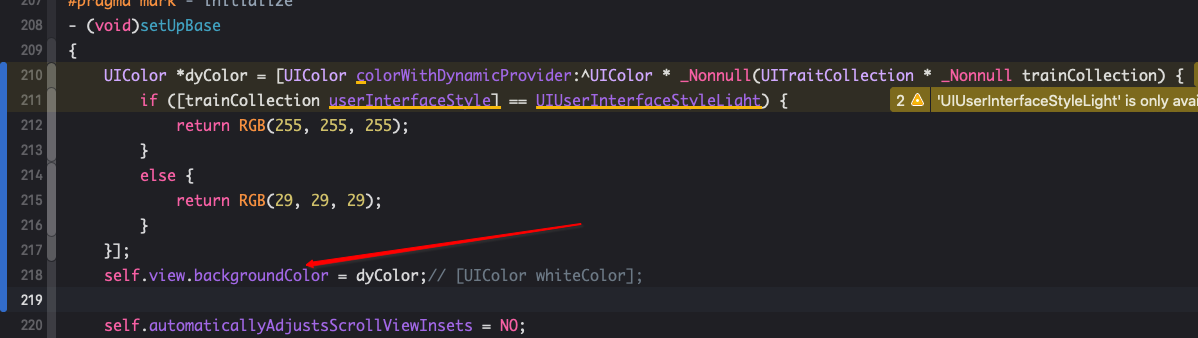 207 #pragma mark - initialize
208 - (void)setUpBase
209 {
210 UIColor *dyColor = [UIColor colorWithDynamicProvider:^UIColor * _Nonnull(UITraitCollection * _Nonnull trainCollection) {
211 if ([trainCollection userInterfaceStyle] == UIUserInterfaceStyleLight) { 2 'UIUserInterfaceStyleLight' is only avai
212 return RGB(255, 255, 255);
213 }
214 else {
215 return RGB(29, 29, 29);
216 }
217 }];
218 self.view.backgroundColor = dyColor;// [UIColor whiteColor];
219
220 self.automaticallyAdjustsScrollViewInsets = NO;